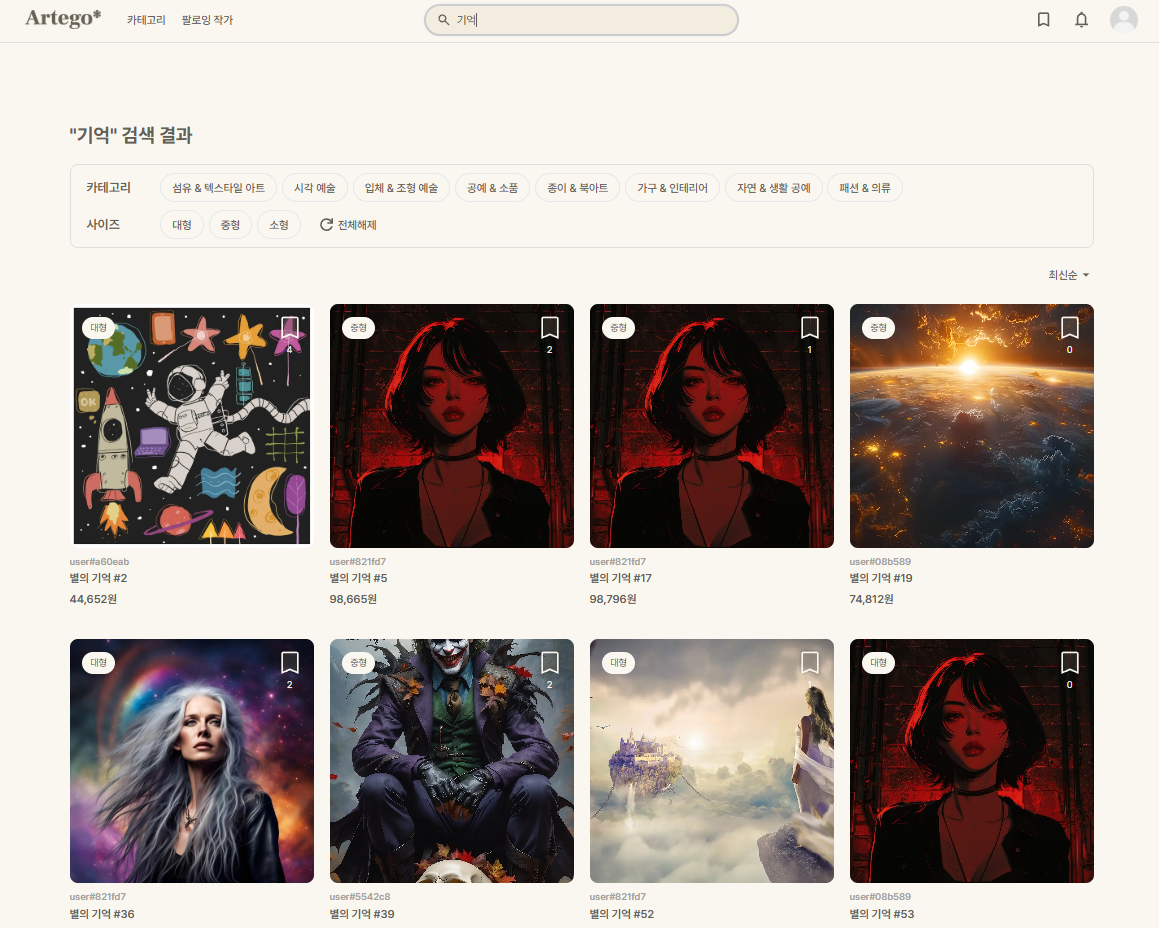 Artego* 카테고리 팔로잉 작가 기억
"기억" 검색 결과
카테고리 섬유 & 텍스타일 아트 시각 예술 입체 & 조형 예술 공예 & 소품 종이 & 북아트 가구 & 인테리어 자연 & 생활 공예 패션 & 의류
사이즈 대형 중형 소형 전체해제
최신순
대형 4 중형 2 중형 1 중형 0
OK
user#a60eab user#821fd7 user#821fd7 user#08b589
별의 기억 #2 별의 기억 #5 별의 기억 #17 별의 기억 #19
44,652원 98,665원 98,796원 74,812원
대형 2 중형 2 대형 1 대형 0
user#821fd7 user#5542c8 user#821fd7 user#08b589
별의 기억 #36 별의 기억 #39 별의 기억 #52 별의 기억 #53